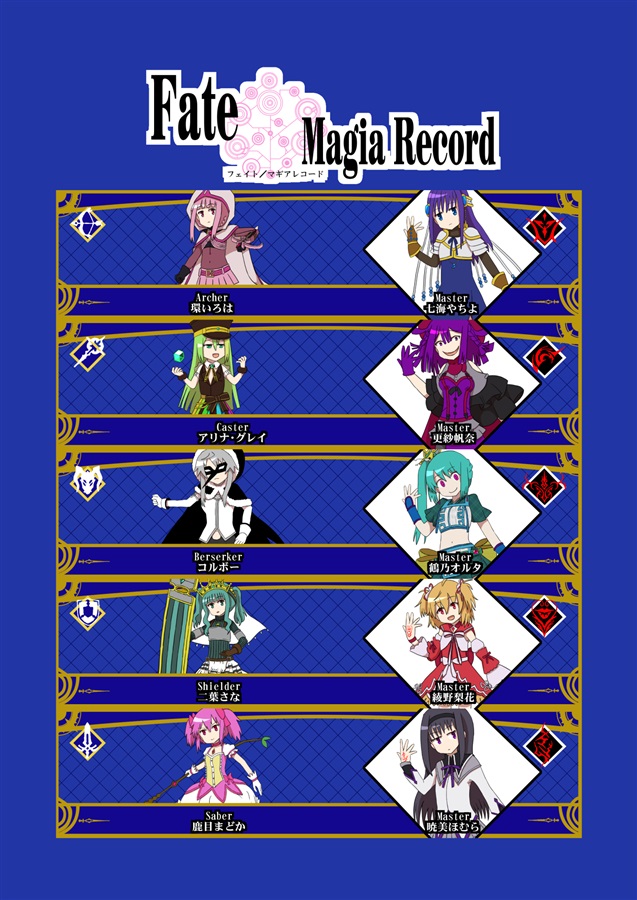 Fate
Magia Record
フェイト／マギアレコード
Archer
環いろは
Master
七海やちよ
Caster
アリナ・グレイ
Master
更紗帆奈
Berserker
コルボー
Master
鶴乃オルタ
Shielder
二葉さな
Master
綾野梨花
Saber
鹿目まどか
Master
暁美ほむら